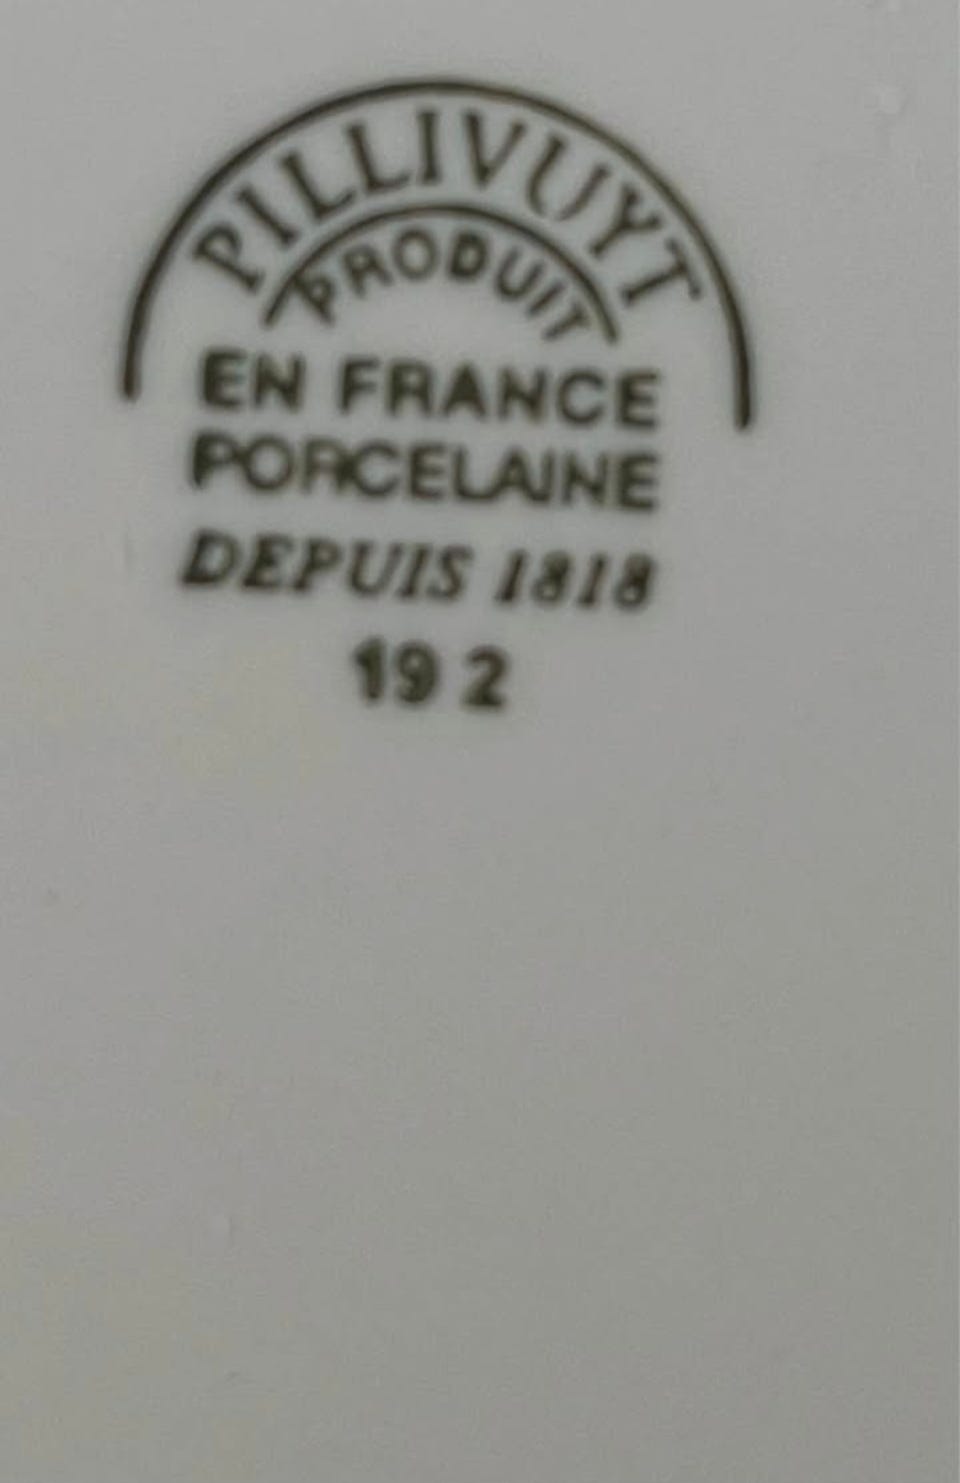 PILLIVUYT
PRODUIT
EN FRANCE
PORCELAINE
DEPUIS 1818
19 2